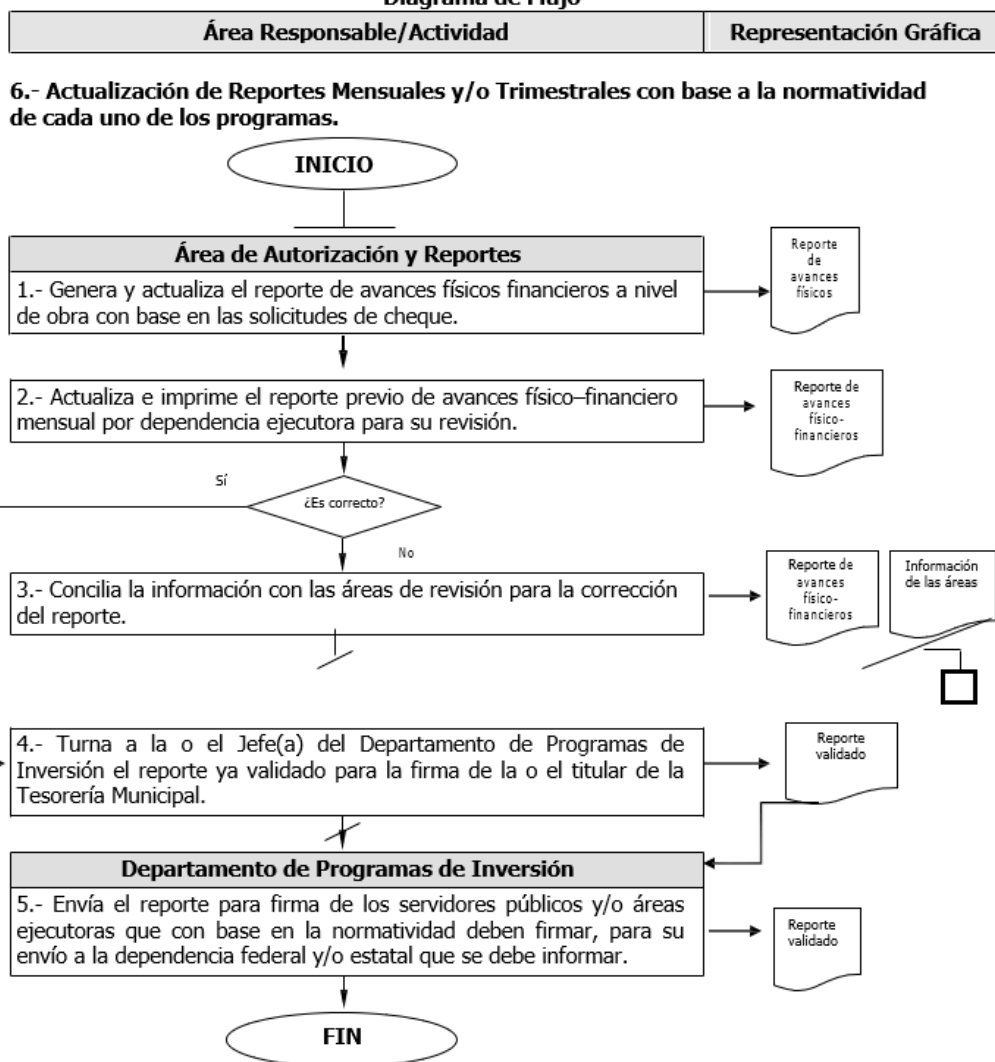 Diagrama de Flujo
Área Responsable/Actividad
Representación Gráfica
6.- Actualización de Reportes Mensuales y/o Trimestrales con base a la normatividad
de cada uno de los programas.
INICIO
Área de Autorización y Reportes
1.- Genera y actualiza el reporte de avances físicos financieros a nivel
de obra con base en las solicitudes de cheque.
Reporte
de
avances
físicos
2.- Actualiza e imprime el reporte previo de avances físico–financiero
mensual por dependencia ejecutora para su revisión.
Reporte de
avances
físico-
financieros
Sí
¿Es correcto?
No
3.- Concilia la información con las áreas de revisión para la corrección
del reporte.
Reporte de
avances
físico-
financieros
Información
de las áreas
4.- Turna a la o el Jefe(a) del Departamento de Programas de
Inversión el reporte ya validado para la firma de la o el titular de la
Tesorería Municipal.
Reporte
validado
Departamento de Programas de Inversión
5.- Envía el reporte para firma de los servidores públicos y/o áreas
ejecutoras que con base en la normatividad deben firmar, para su
envío a la dependencia federal y/o estatal que se debe informar.
Reporte
validado
FIN